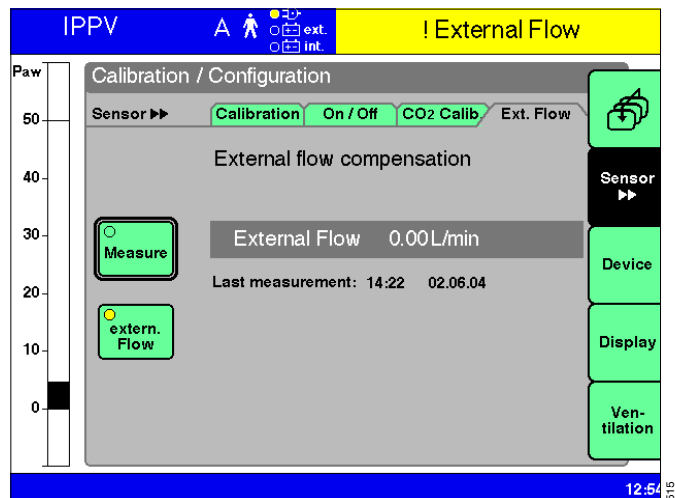 IPPV
A
ext.
int.
! External Flow
Paw
50
40
30
20
10
0
Calibration / Configuration
Sensor ▶▶
Calibration
On / Off
CO2 Calib.
Ext. Flow
External flow compensation
Measure
External Flow 0.00 L/min
Last measurement: 14:22 02.06.04
extern.
Flow
Sensor
▶▶
Device
Display
Ven-
tilation
12:54
515